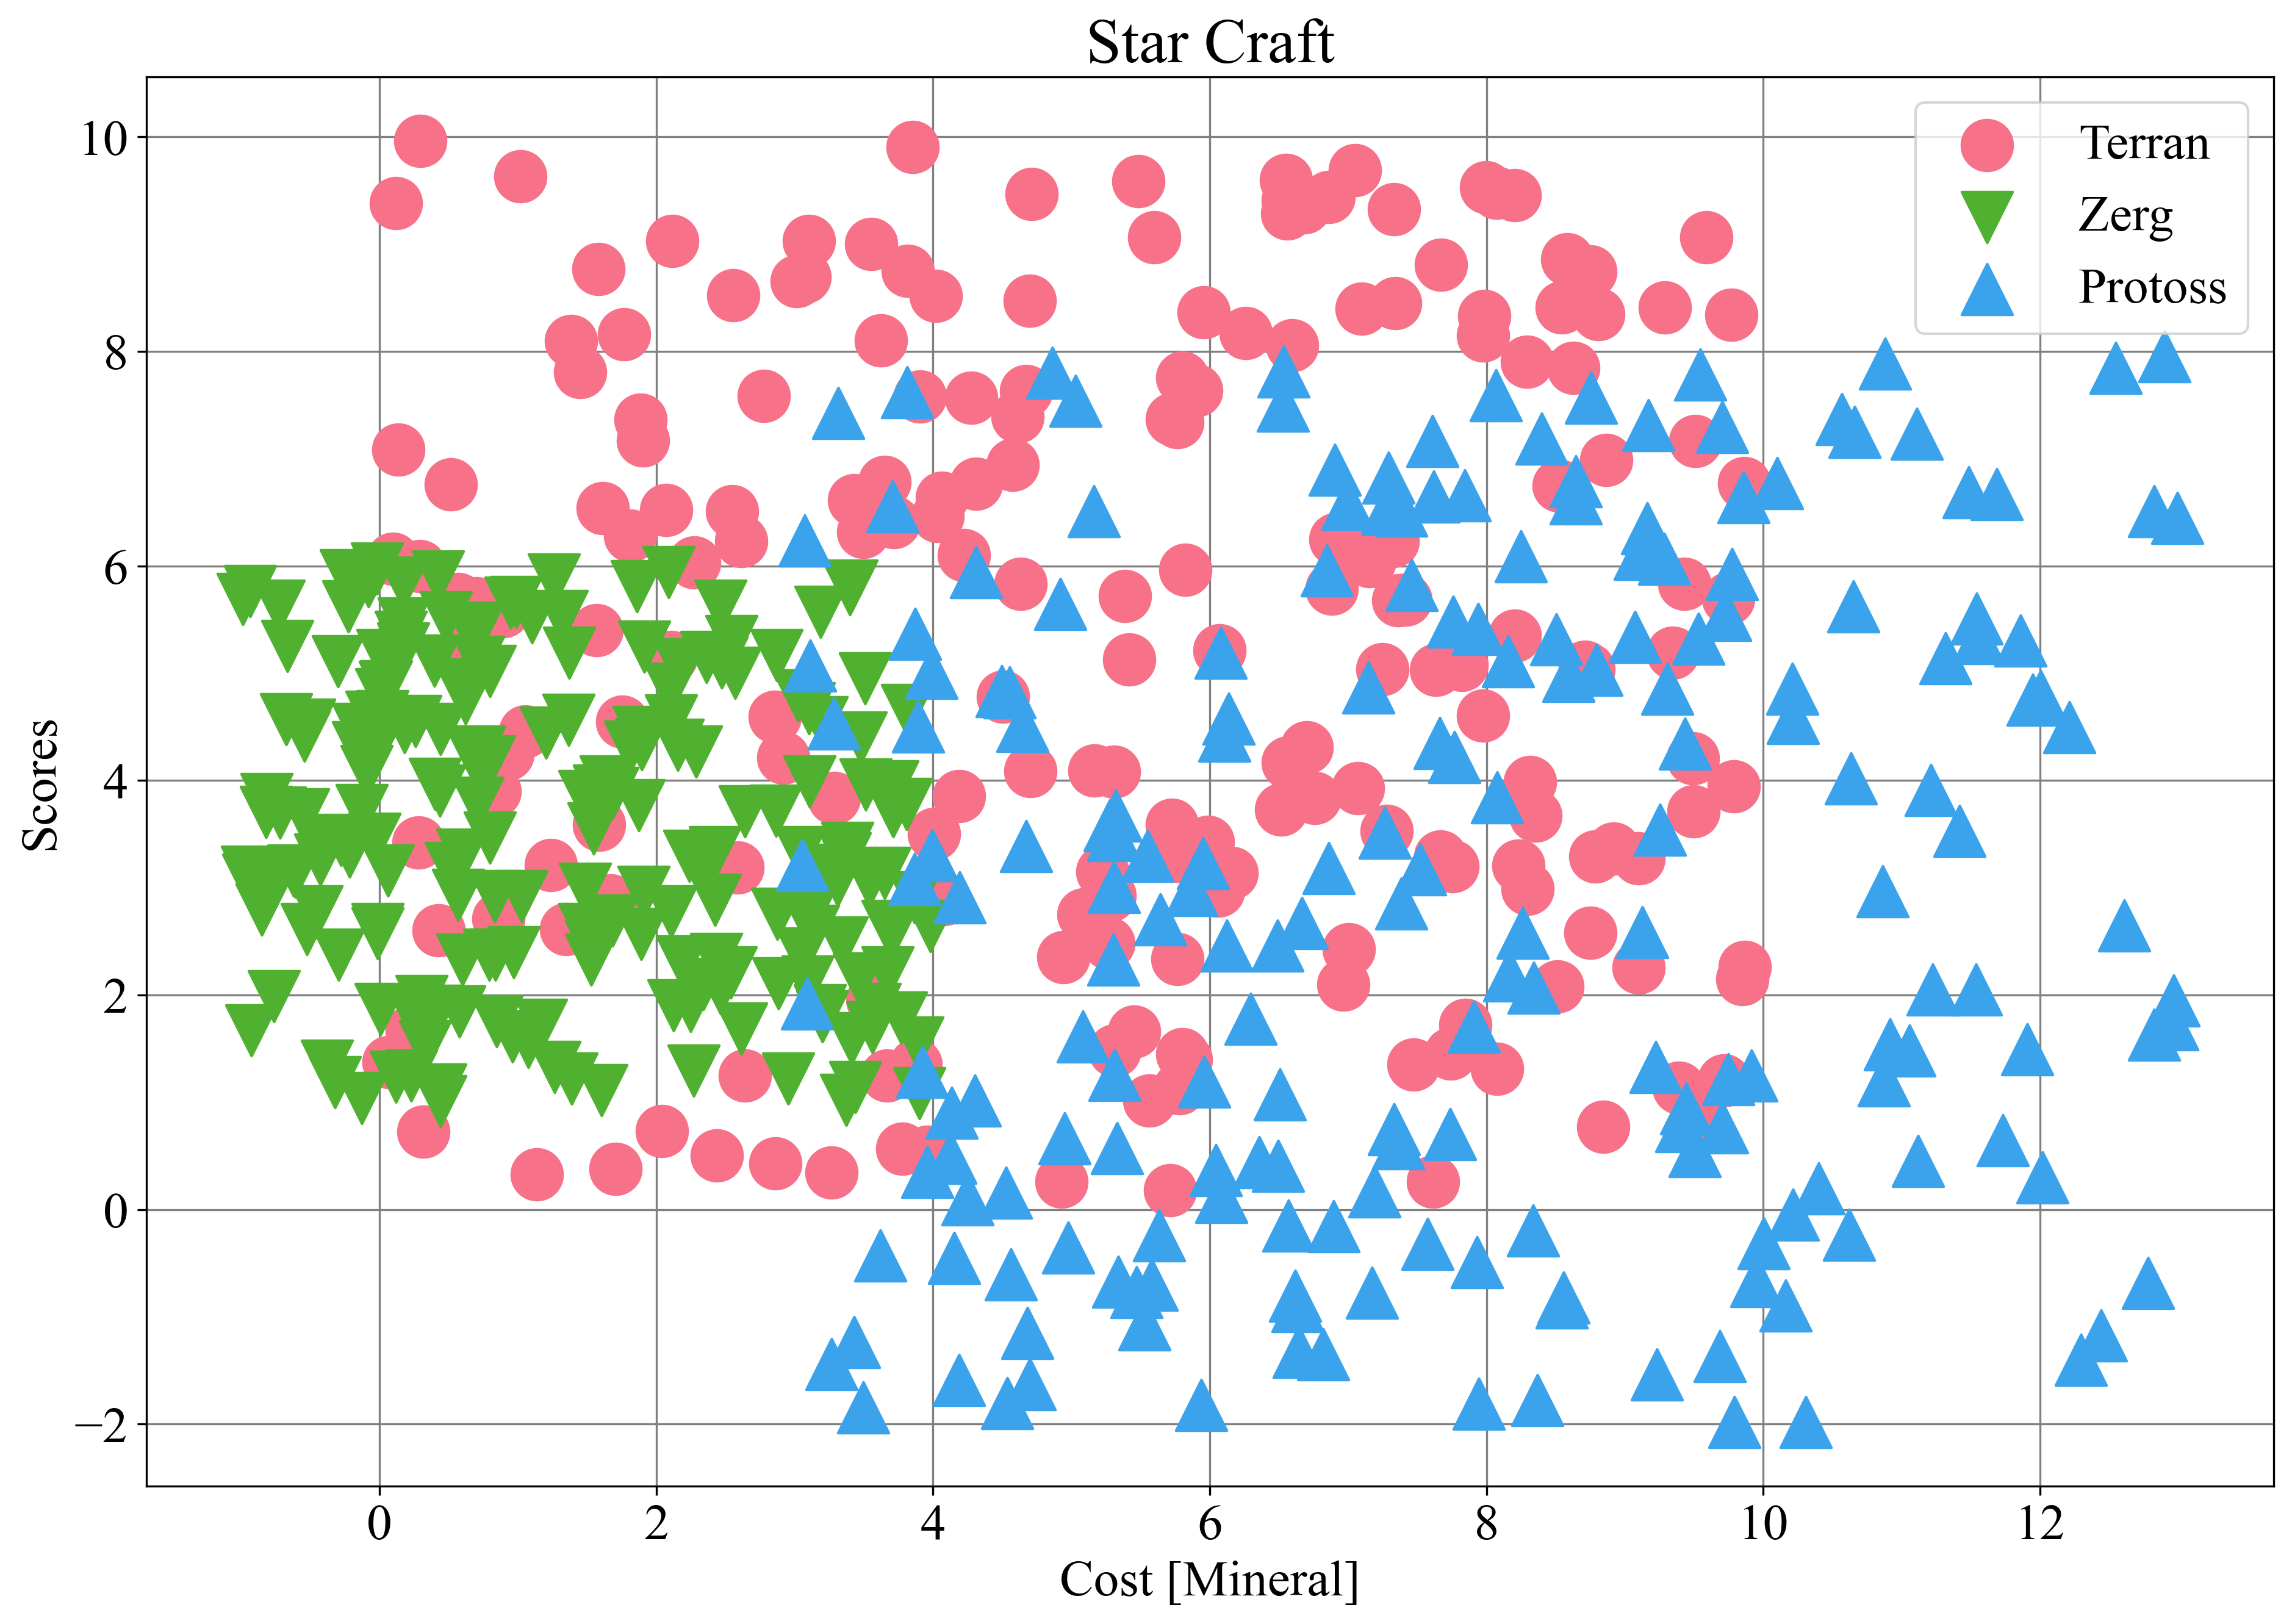 Star Craft
10
8
6
4
2
0
−2
Scores
Terran
Zerg
Protoss
0 2 4 6 8 10 12
Cost [Mineral]